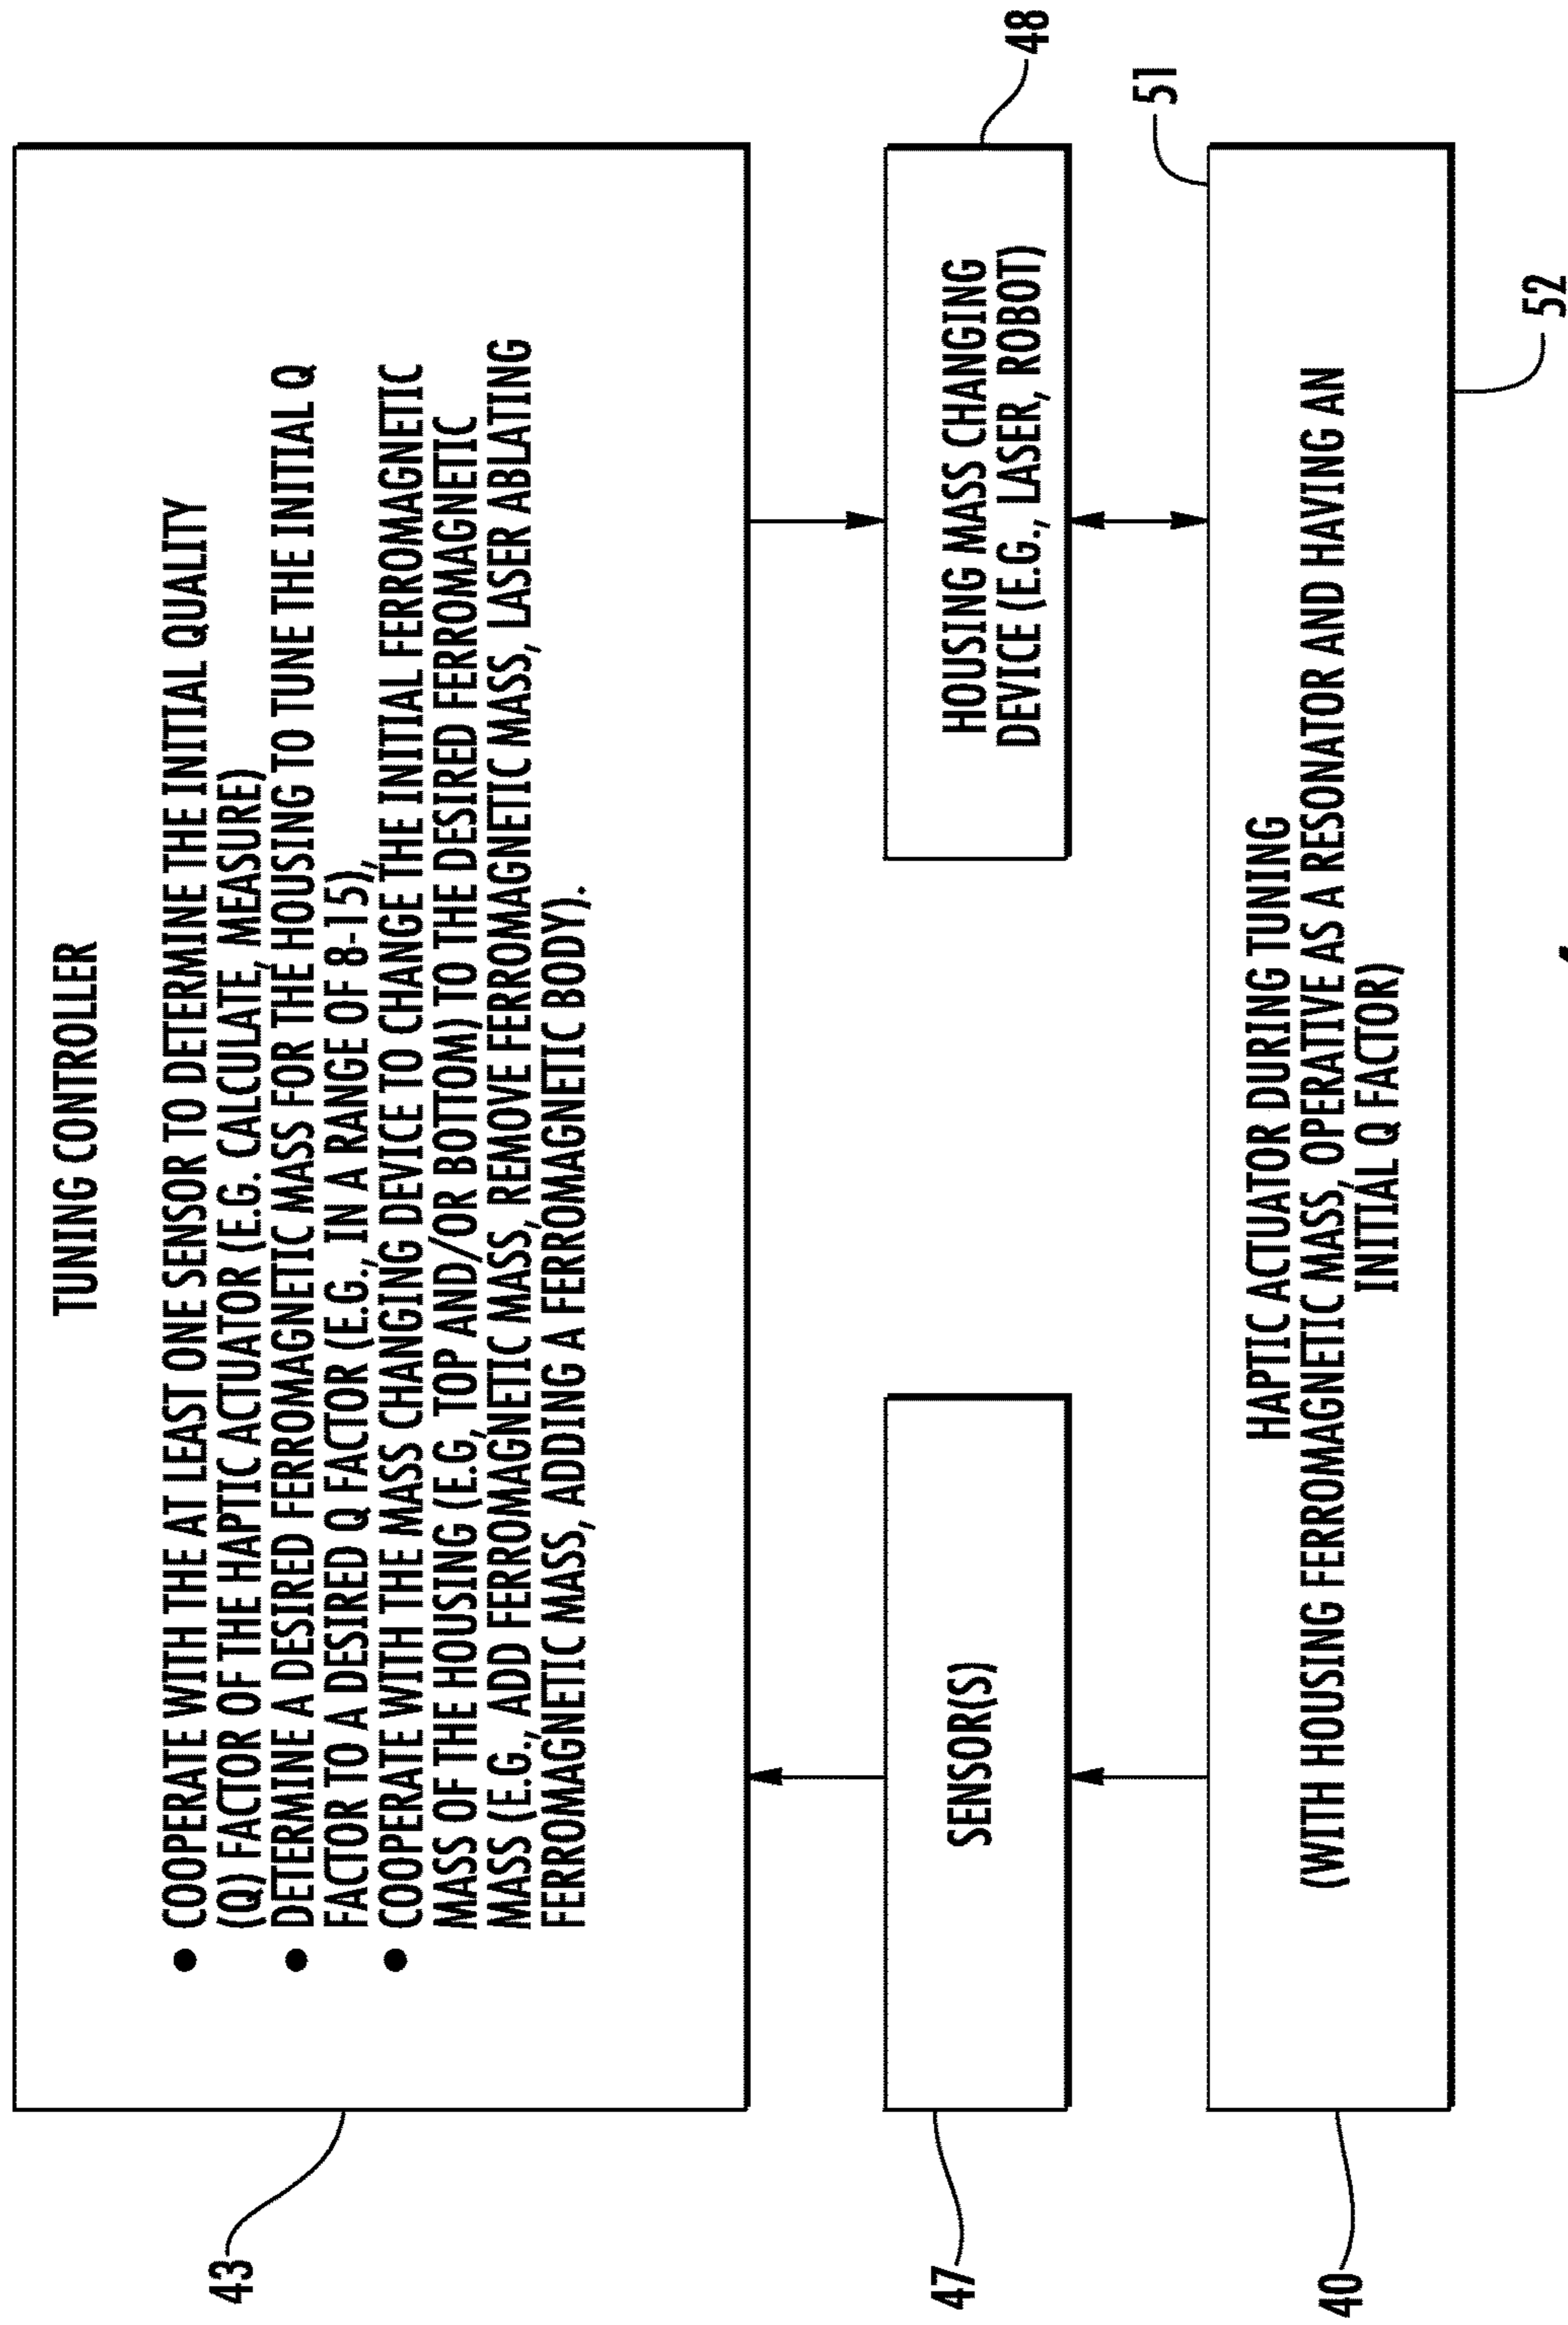 TUNING CONTROLLER
• COOPERATE WITH THE AT LEAST ONE SENSOR TO DETERMINE THE INITIAL QUALITY
(Q) FACTOR OF THE HAPTIC ACTUATOR (E.G. CALCULATE, MEASURE)
• DETERMINE A DESIRED FERROMAGNETIC MASS FOR THE HOUSING TO TUNE THE INITIAL Q
FACTOR TO A DESIRED Q FACTOR (E.G., IN A RANGE OF 8-15),
• COOPERATE WITH THE MASS CHANGING DEVICE TO CHANGE THE INITIAL FERROMAGNETIC
MASS OF THE HOUSING (E.G, TOP AND/OR BOTTOM) TO THE DESIRED FERROMAGNETIC
MASS (E.G., ADD FERROMAGNETIC MASS, REMOVE FERROMAGNETIC MASS, LASER ABLATING
FERROMAGNETIC MASS, ADDING A FERROMAGNETIC BODY).
43
SENSOR(S)
47
HOUSING MASS CHANGING
DEVICE (E.G., LASER, ROBOT)
48
51
HAPTIC ACTUATOR DURING TUNING
(WITH HOUSING FERROMAGNETIC MASS, OPERATIVE AS A RESONATOR AND HAVING AN
INITIAL Q FACTOR)
40
52